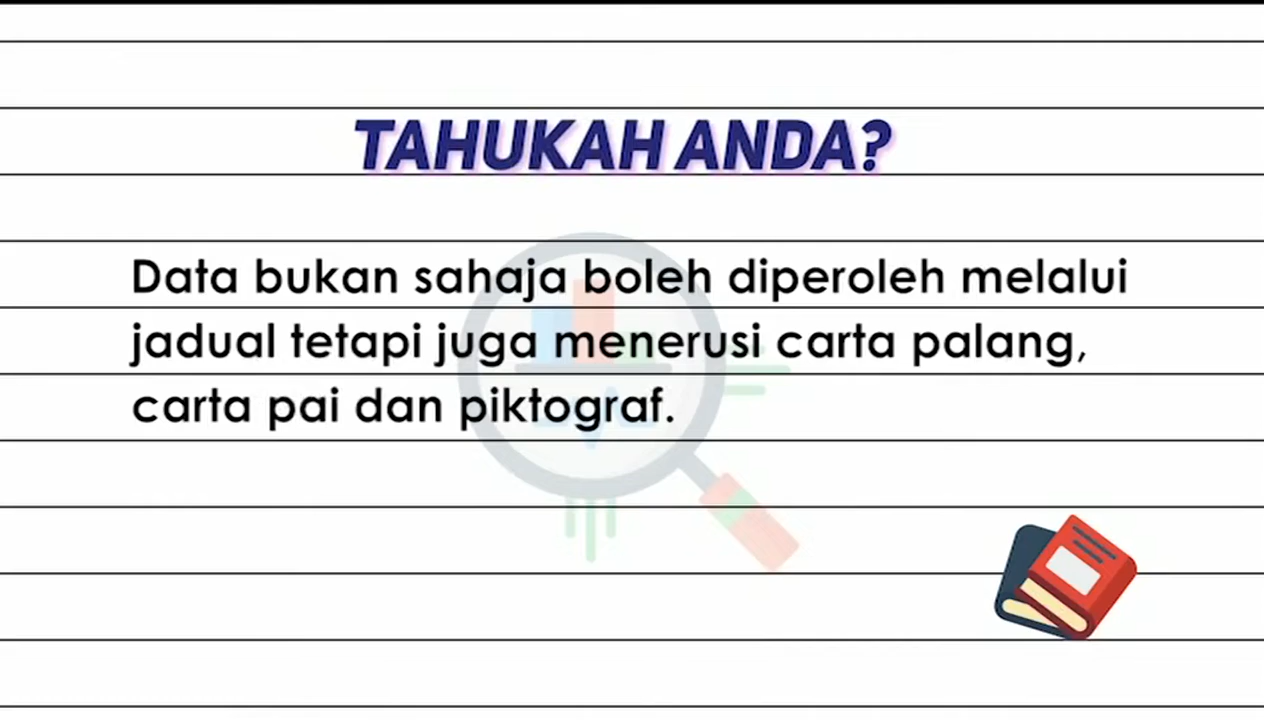 TAHUKAH ANDA?
Data bukan sahaja boleh diperoleh melalui
jadual tetapi juga menerusi carta palang,
carta pai dan piktograf.